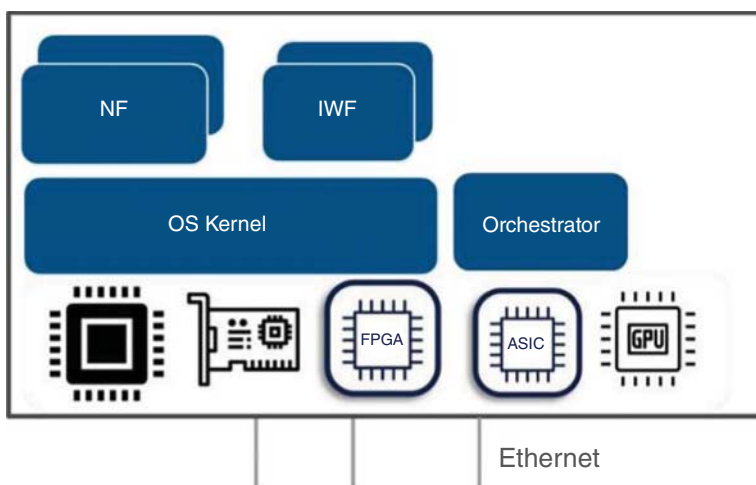 NF
IWF
OS Kernel
Orchestrator
FPGA
ASIC
GPU
Ethernet